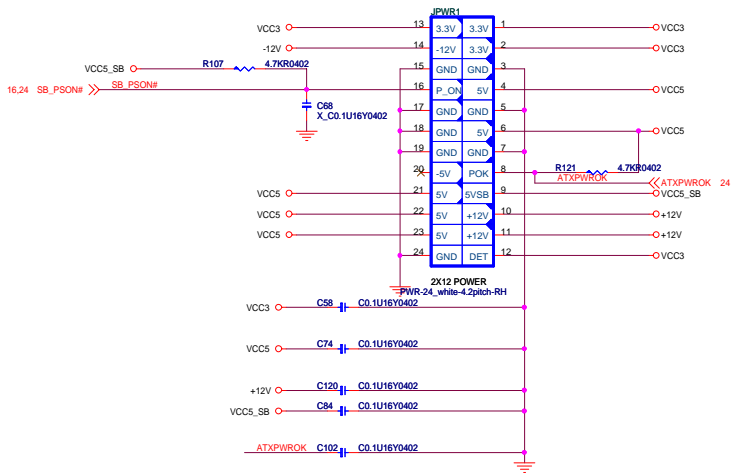 JPWR1
VCC3 13 3.3V 3.3V 1 VCC3
-12V 14 -12V 3.3V 2 VCC3
VCC5_SB R107 4.7KR0402 15 GND GND 3
16,24 SB_PSON# SB_PSON# 16 P_ON 5V 4 VCC5
C68
X_C0.1U16Y0402
17 GND GND 5
18 GND 5V 6 VCC5
19 GND GND 7
20 -5V POK 8 R121 4.7KR0402
ATXPWROK ATXPWROK 24
VCC5 21 5V 5VSB 9 VCC5_SB
VCC5 22 5V +12V 10 +12V
VCC5 23 5V +12V 11 +12V
24 GND DET 12 VCC3
2X12 POWER
PWR-24_white-4.2pitch-RH
VCC3 C58 C0.1U16Y0402
VCC5 C74 C0.1U16Y0402
+12V C120 C0.1U16Y0402
VCC5_SB C84 C0.1U16Y0402
ATXPWROK C102 C0.1U16Y0402